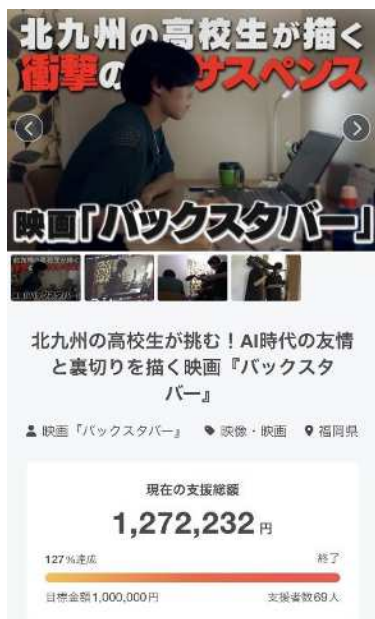 北九州の高校生が描く
衝撃の サスペンス
映画「バックスタバー」
北九州の高校生が挑む！AI時代の友情
と裏切りを描く映画『バックスタ
バー』
映画『バックスタバー』 映像・映画 福岡県
現在の支援総額
1,272,232 円
127%達成 終了
目標金額1,000,000円 支援者数69人